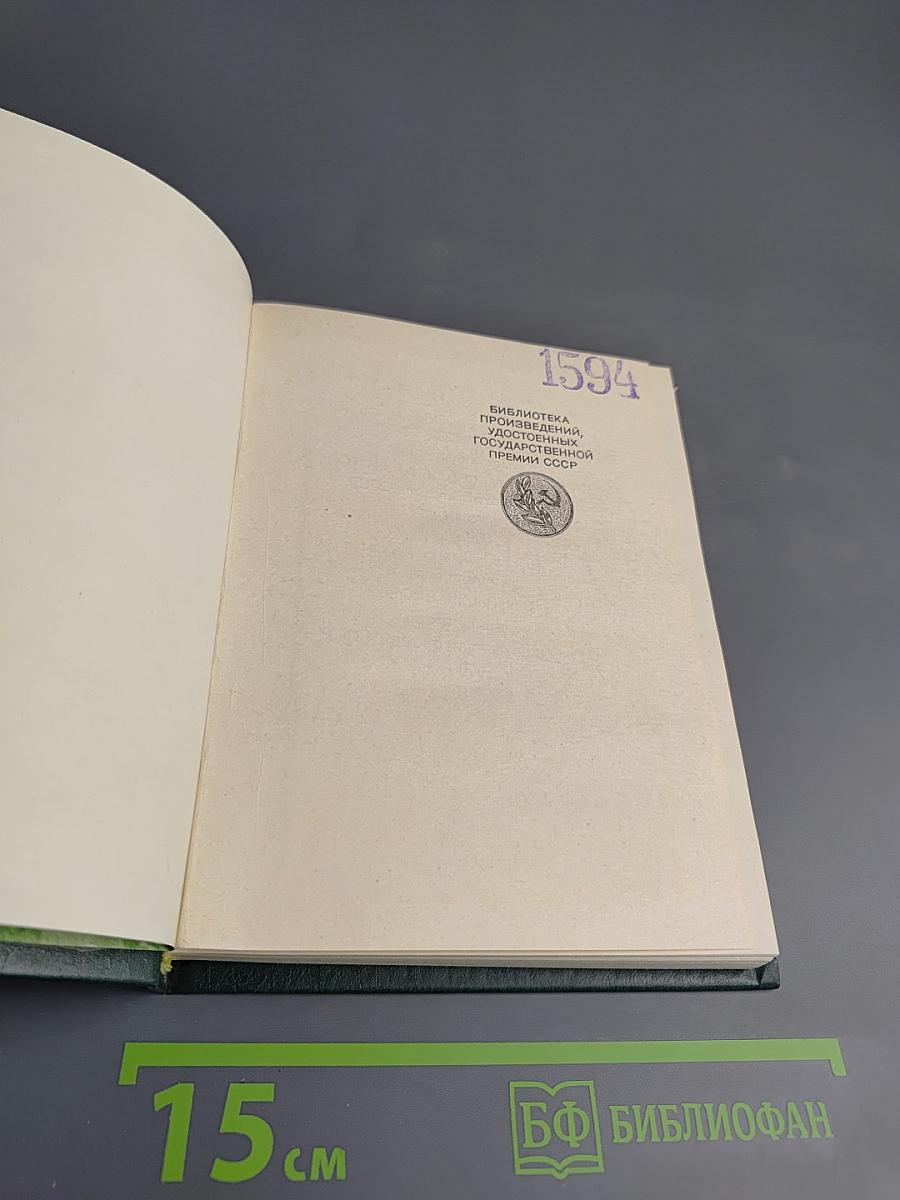 1594
БИБЛИОТЕКА
ПРОИЗВЕДЕНИЙ,
УДОСТОЕННЫХ
ГОСУДАРСТВЕННОЙ
ПРЕМИИ СССР
15 см
БФ БИБЛИОФАН